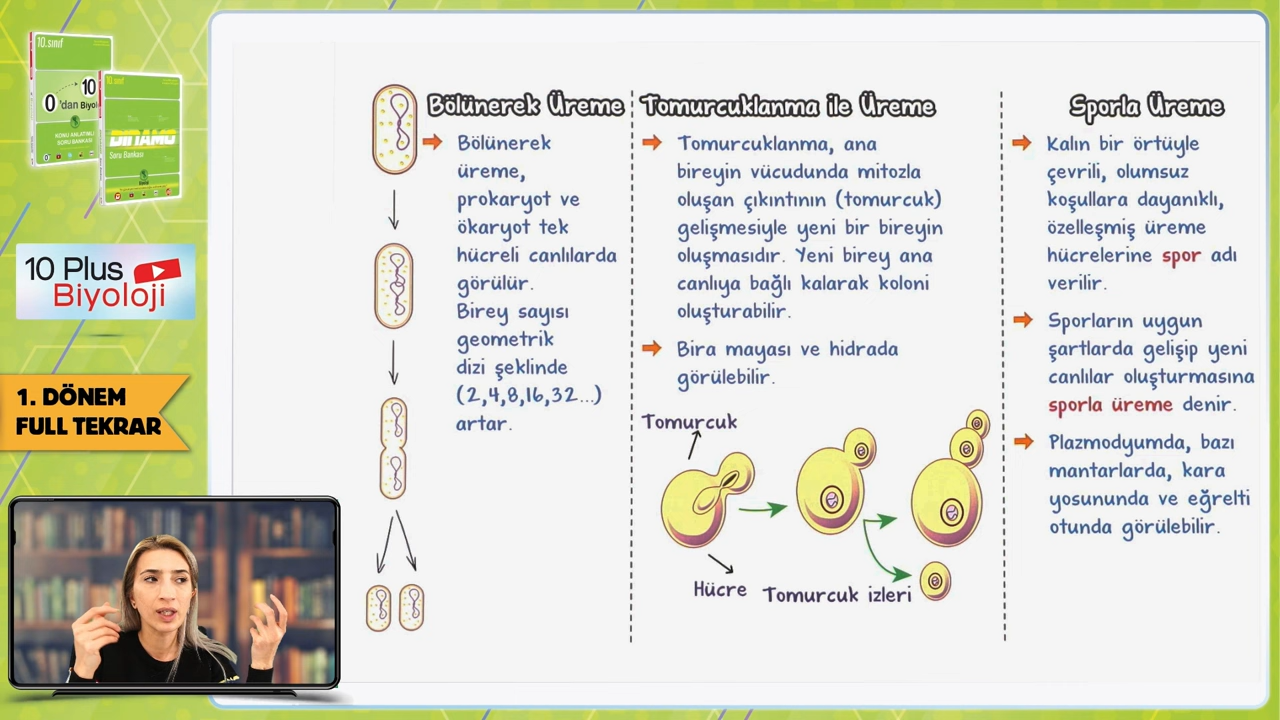 10.sınıf
0 'dan 10
KONU ANLATIMLI
SORU BANKASI
10.sınıf
DİNAMO
Soru Bankası
10 Plus
Biyoloji
1. DÖNEM
FULL TEKRAR
Bölünerek Üreme
Bölünerek
üreme,
prokaryot ve
ökaryot tek
hücreli canlılarda
görülür.
Birey sayısı
geometrik
dizi şeklinde
(2,4,8,16,32...)
artar.
Tomurcuklanma ile Üreme
Tomurcuklanma, ana
bireyin vücudunda mitozla
oluşan çıkıntının (tomurcuk)
gelişmesiyle yeni bir bireyin
oluşmasıdır. Yeni birey ana
canlıya bağlı kalarak koloni
oluşturabilir.
Bira mayası ve hidrada
görülebilir.
Tomurcuk
Hücre
Tomurcuk izleri
Sporla Üreme
Kalın bir örtüyle
çevrili, olumsuz
koşullara dayanıklı,
özelleşmiş üreme
hücrelerine spor adı
verilir.
Sporların uygun
şartlarda gelişip yeni
canlılar oluşturmasına
sporla üreme denir.
Plazmodyumda, bazı
mantarlarda, kara
yosununda ve eğrelti
otunda görülebilir.